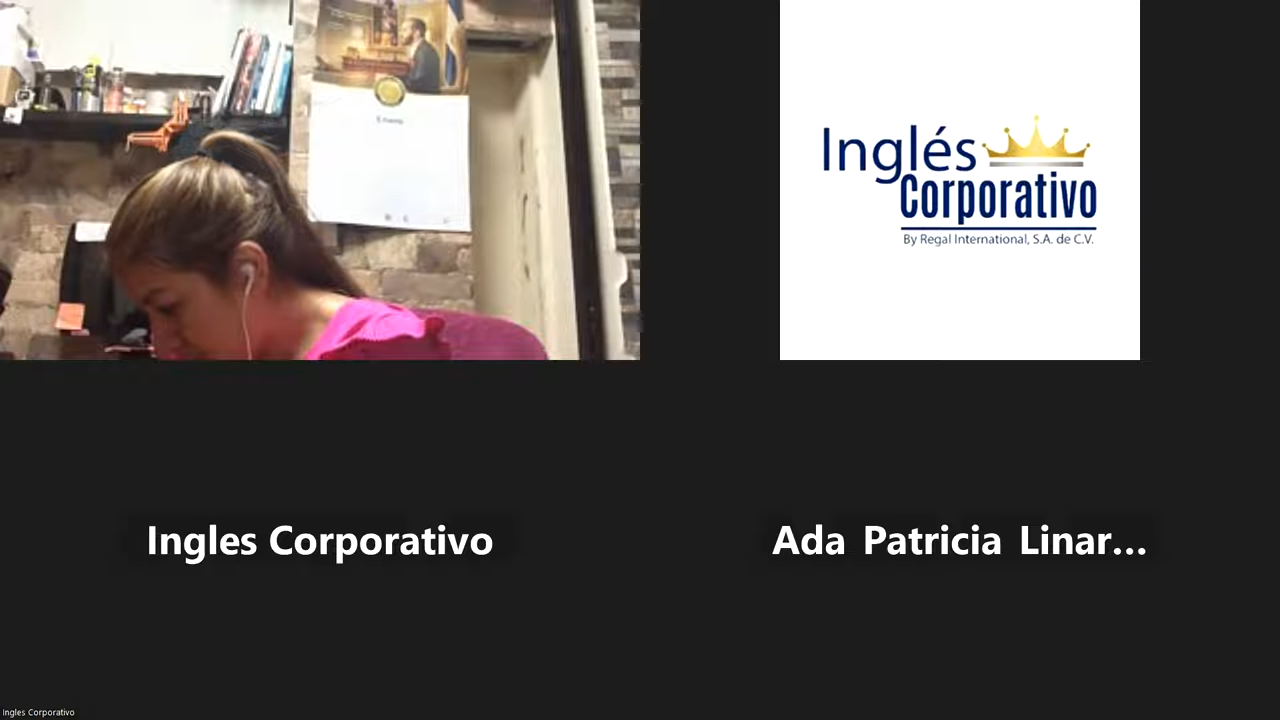 Inglés
Corporativo
By Regal International, S.A. de C.V.
Ingles Corporativo
Ada Patricia Linar...
Ingles Corporativo